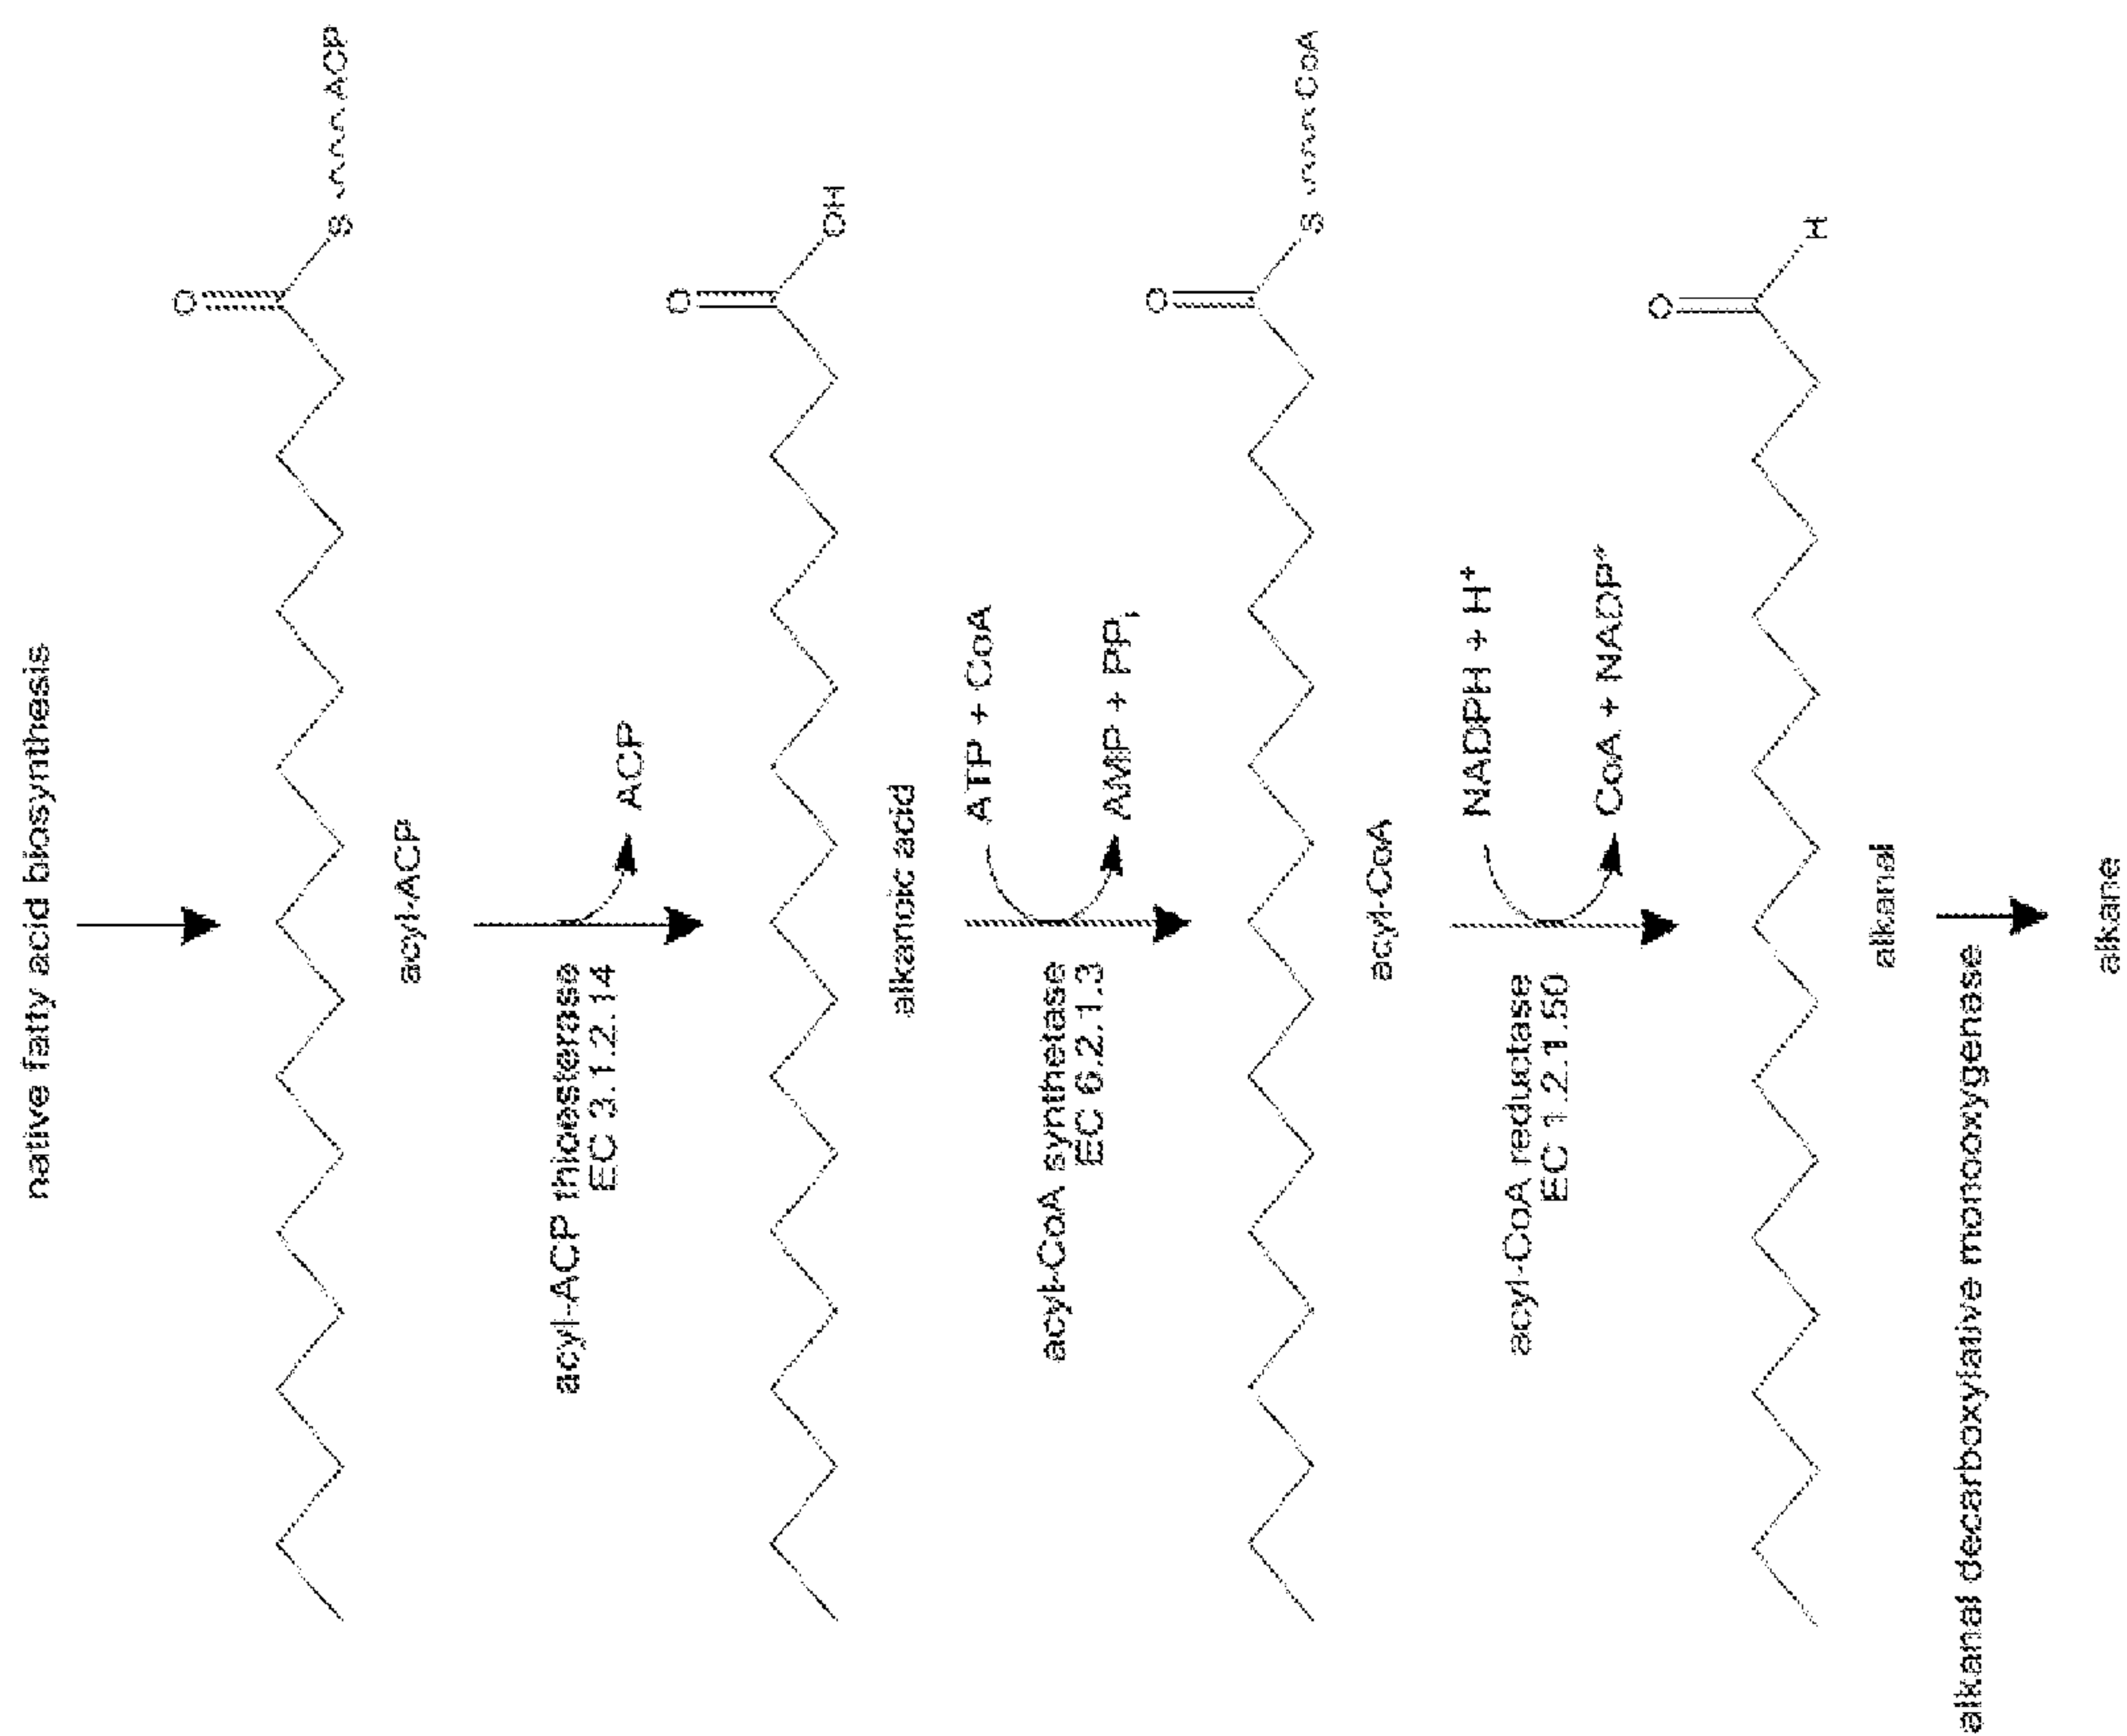 native fatty acid biosynthesis
O
S
ACP
acyl-ACP
acyl-ACP thioesterase
EC 3.1.2.14
ACP
O
OH
alkanoic acid
acyl-CoA synthetase
EC 6.2.1.3
ATP + CoA
AMP + PPi
O
S
CoA
acyl-CoA
acyl-CoA reductase
EC 1.2.1.50
NADPH + H+
CoA + NADP+
O
H
alkanal
alkanal decarboxylative monooxygenase
alkane